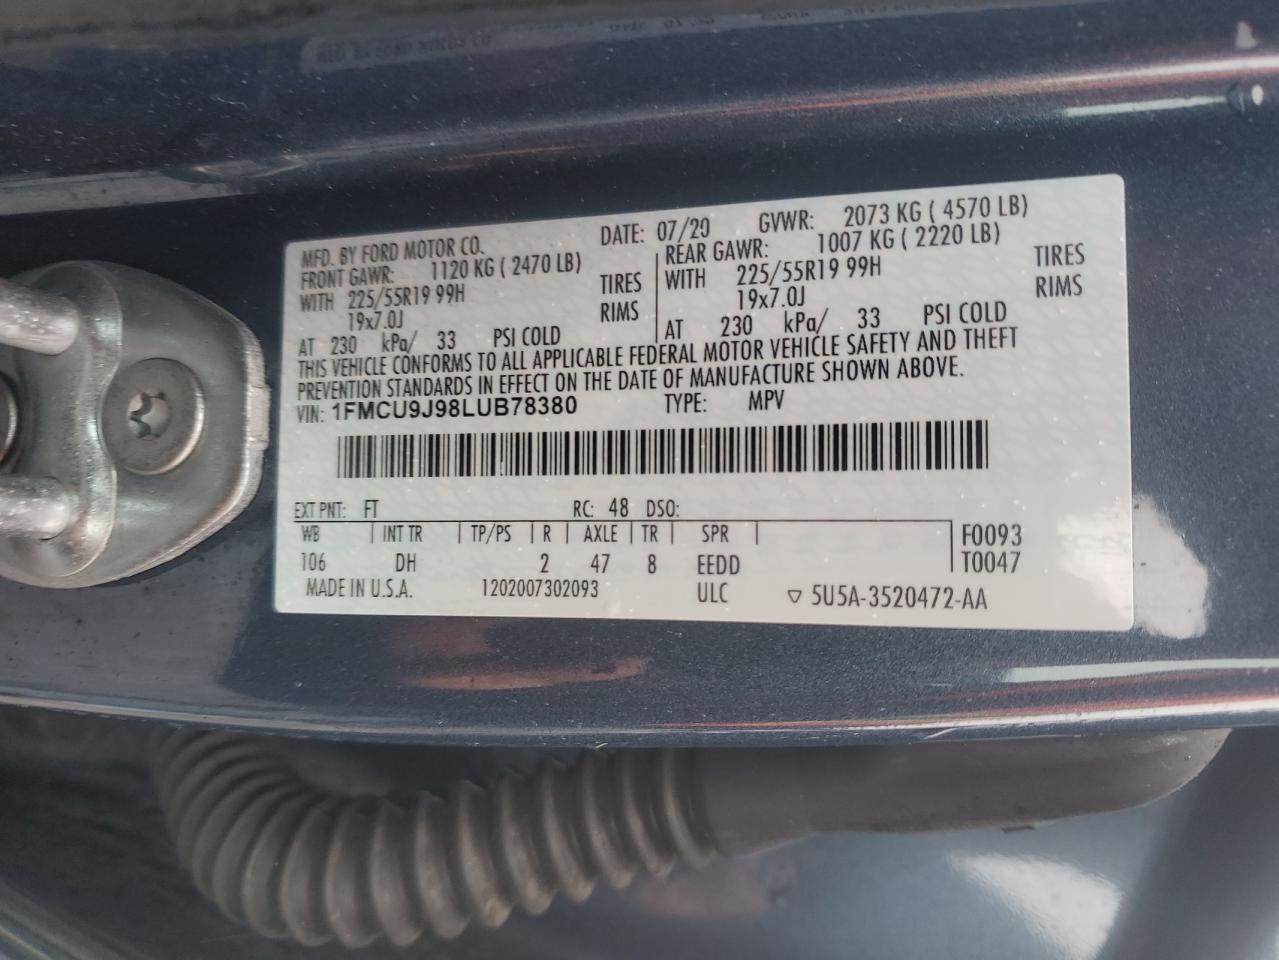 MFD. BY FORD MOTOR CO. DATE: 07/20 GVWR: 2073 KG ( 4570 LB)
FRONT GAWR: 1120 KG ( 2470 LB) REAR GAWR: 1007 KG ( 2220 LB)
WITH 225/55R19 99H TIRES WITH 225/55R19 99H TIRES
19x7.0J RIMS 19x7.0J RIMS
AT 230 kPa/ 33 PSI COLD AT 230 kPa/ 33 PSI COLD
THIS VEHICLE CONFORMS TO ALL APPLICABLE FEDERAL MOTOR VEHICLE SAFETY AND THEFT
PREVENTION STANDARDS IN EFFECT ON THE DATE OF MANUFACTURE SHOWN ABOVE.
VIN: 1FMCU9J98LUB78380 TYPE: MPV
EXT PNT: FT RC: 48 DSO:
WB INT TR TP/PS R AXLE TR SPR F0093
106 DH 2 47 8 EEDD T0047
MADE IN U.S.A. 1202007302093 ULC ▽ 5U5A-3520472-AA